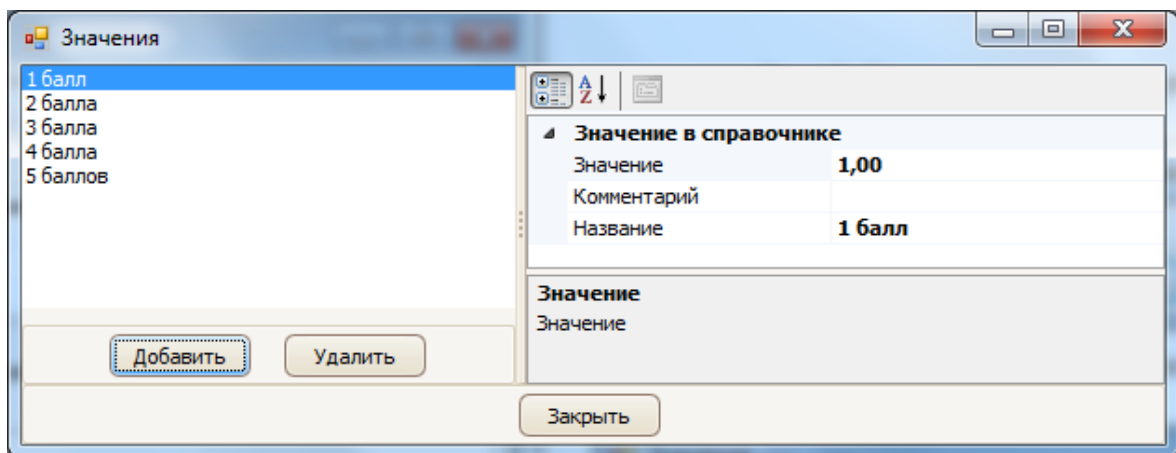 Значения
1 балл
2 балла
3 балла
4 балла
5 баллов
Добавить Удалить
A
Z
Значение в справочнике
Значение 1,00
Комментарий
Название 1 балл
Значение
Значение
Закрыть